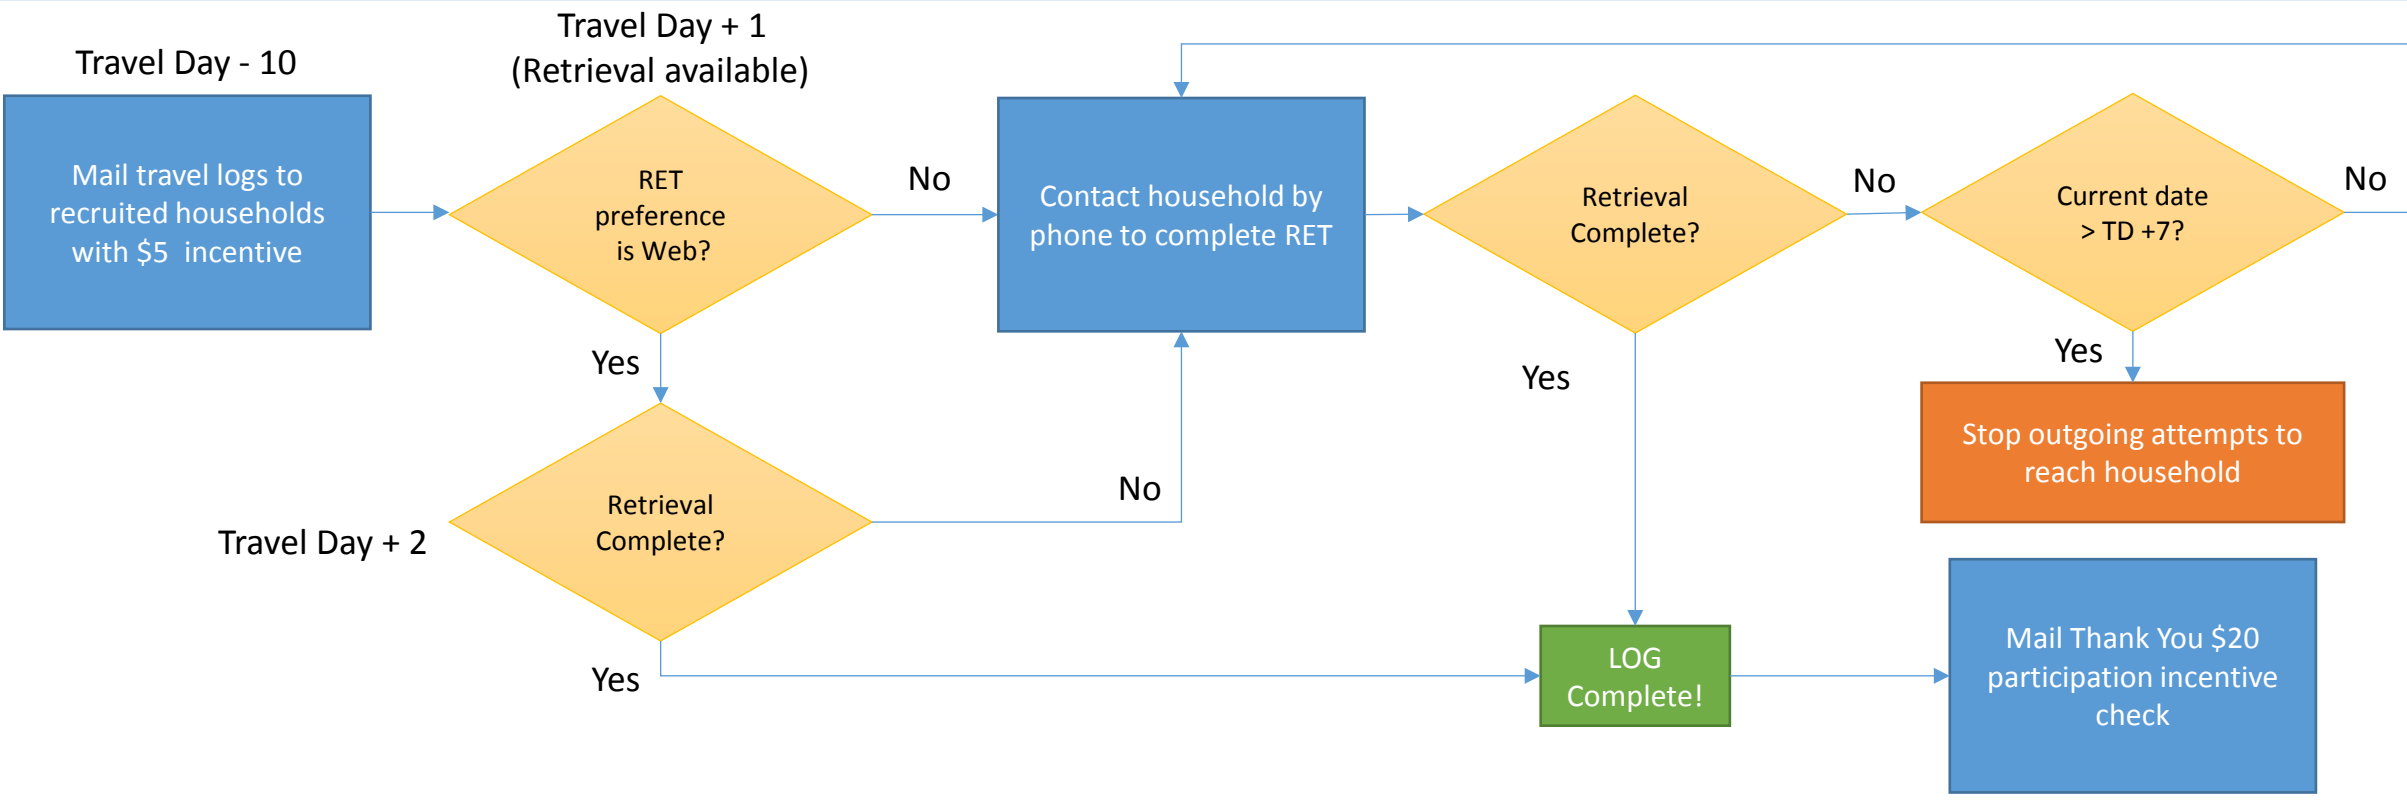 Travel Day - 10
Mail travel logs to
recruited households
with $5 incentive
Travel Day + 1
(Retrieval available)
RET
preference
is Web?
No
Yes
Travel Day + 2
Retrieval
Complete?
No
Yes
Contact household by
phone to complete RET
Retrieval
Complete?
No
Yes
Current date
> TD +7?
No
Yes
Stop outgoing attempts to
reach household
LOG
Complete!
Mail Thank You $20
participation incentive
check